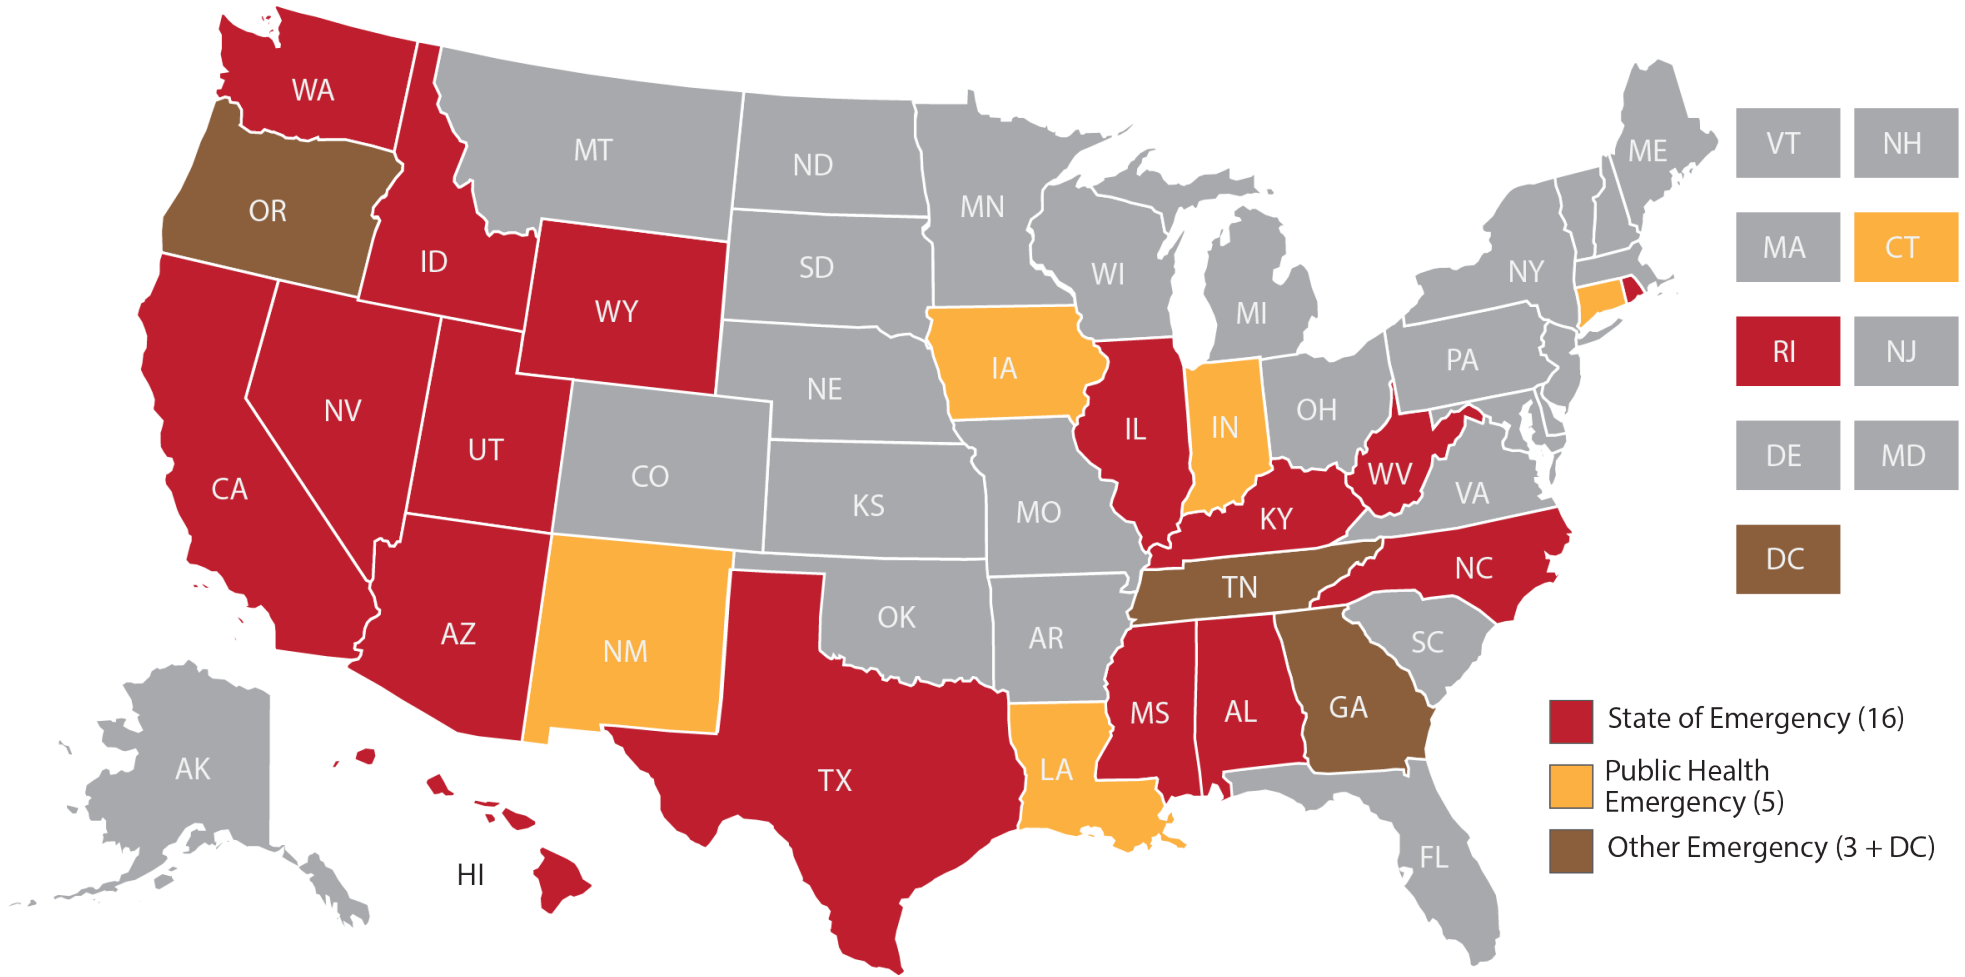 WA
OR
ID
MT
ND
MN
SD
WY
WI
MI
NY
ME
VT
NH
MA
CT
RI
NJ
DE
MD
DC
CA
NV
UT
CO
NE
KS
IA
MO
IL
IN
OH
PA
WV
VA
KY
TN
NC
SC
AZ
NM
OK
AR
TX
LA
MS
AL
GA
FL
AK
HI
State of Emergency (16)
Public Health
Emergency (5)
Other Emergency (3 + DC)